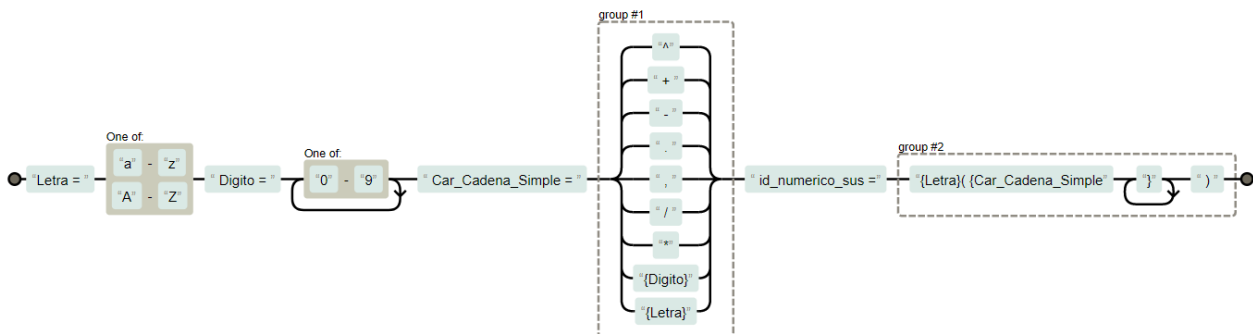 group #1
“^”
“ + ”
“ - ”
One of:
“ . ”
group #2
One of:
“a” - “z”
“Letra = ”
“ Digito = ”
“0” - “9”
“ Car_Cadena_Simple = ”
“ , ”
“ id_numerico_sus =”
“{Letra}( {Car_Cadena_Simple”
“}”
“ )”
“A” - “Z”
“ / ”
“ *”
“{Digito}”
“{Letra}”